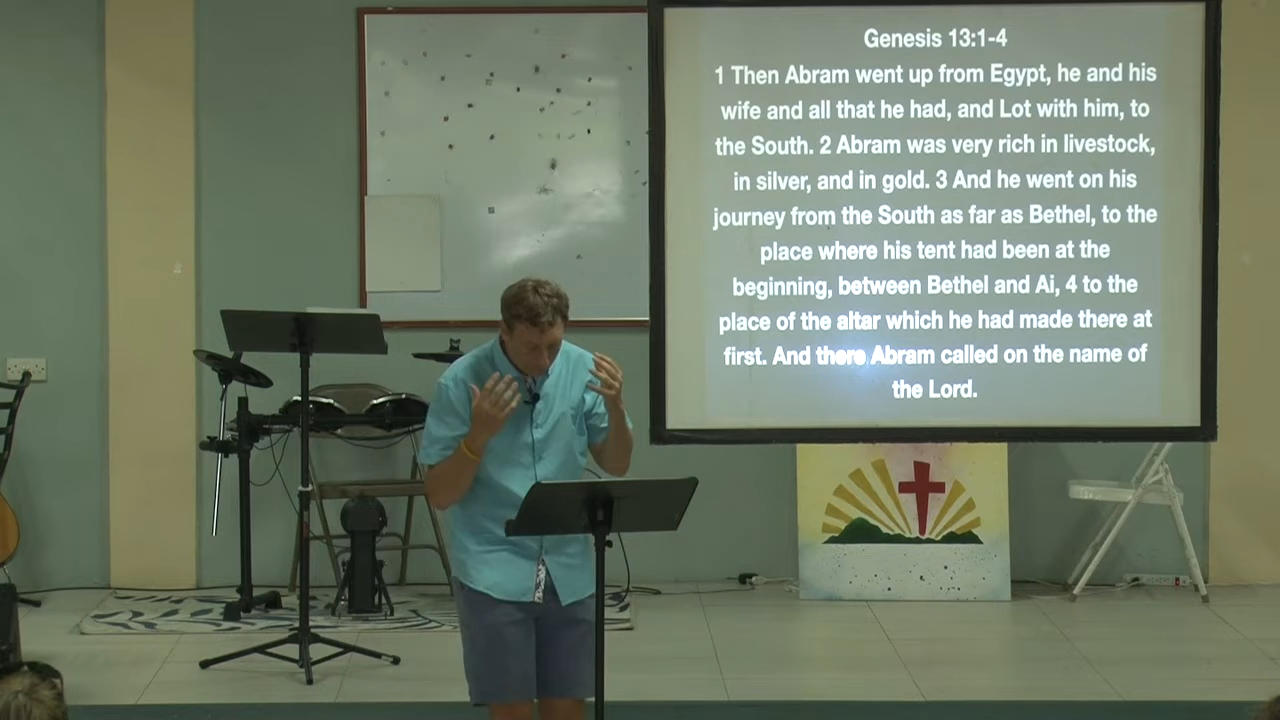 Genesis 13:1-4
1 Then Abram went up from Egypt, he and his
wife and all that he had, and Lot with him, to
the South. 2 Abram was very rich in livestock,
in silver, and in gold. 3 And he went on his
journey from the South as far as Bethel, to the
place where his tent had been at the
beginning, between Bethel and Ai, 4 to the
place of the altar which he had made there at
first. And there Abram called on the name of
the Lord.